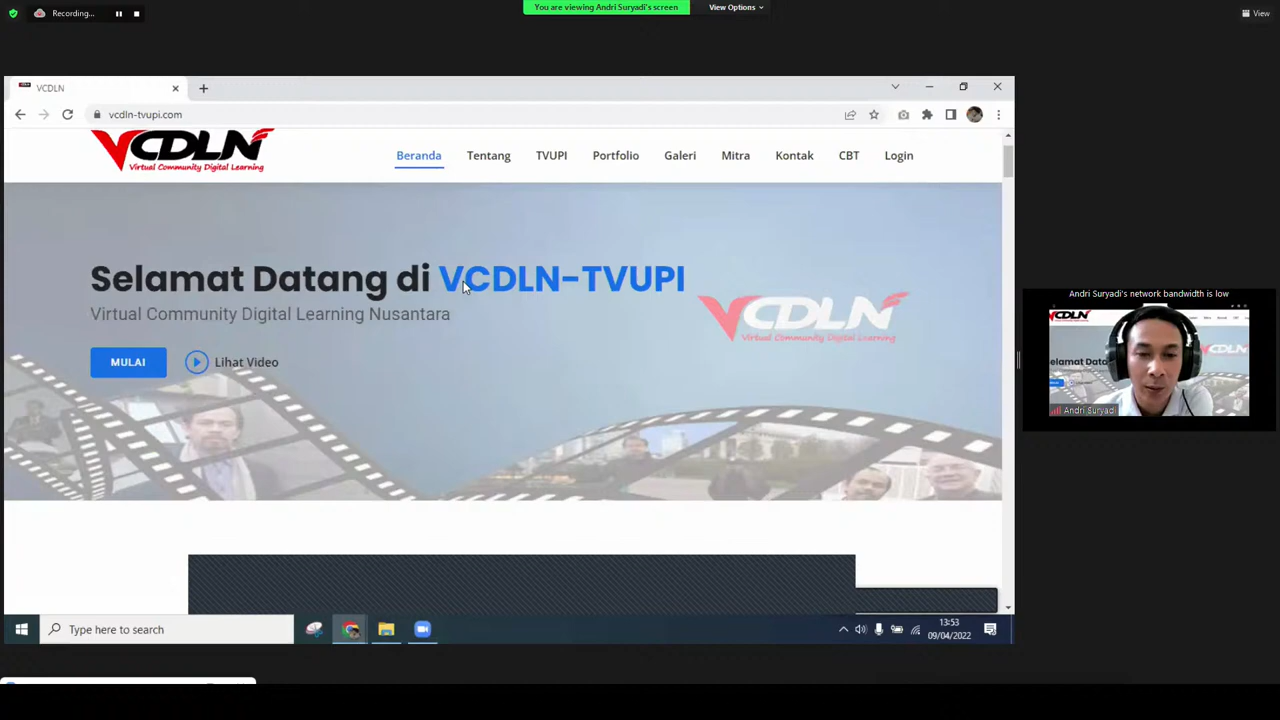 Recording...
You are viewing Andri Suryadi's screen
View Options
View
VCDLN
vcdln-tvupi.com
VCDLN
Virtual Community Digital Learning
Beranda
Tentang
TVUPI
Portfolio
Galeri
Mitra
Kontak
CBT
Login
Selamat Datang di VCDLN-TVUPI
Virtual Community Digital Learning Nusantara
MULAI
Lihat Video
VCDLN
Virtual Community Digital Learning
Andri Suryadi's network bandwidth is low
Selamat Datang
Andri Suryadi
Type here to search
13:53
09/04/2022